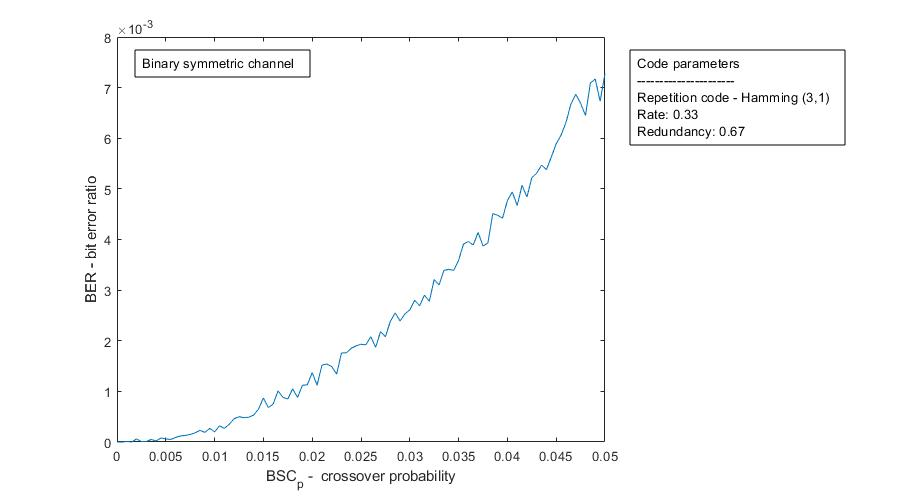 ×10⁻³
8
7
6
5
4
3
2
1
0
BER - bit error ratio
Binary symmetric channel
0 0.005 0.01 0.015 0.02 0.025 0.03 0.035 0.04 0.045 0.05
BSCp - crossover probability
Code parameters
----------------------
Repetition code - Hamming (3,1)
Rate: 0.33
Redundancy: 0.67